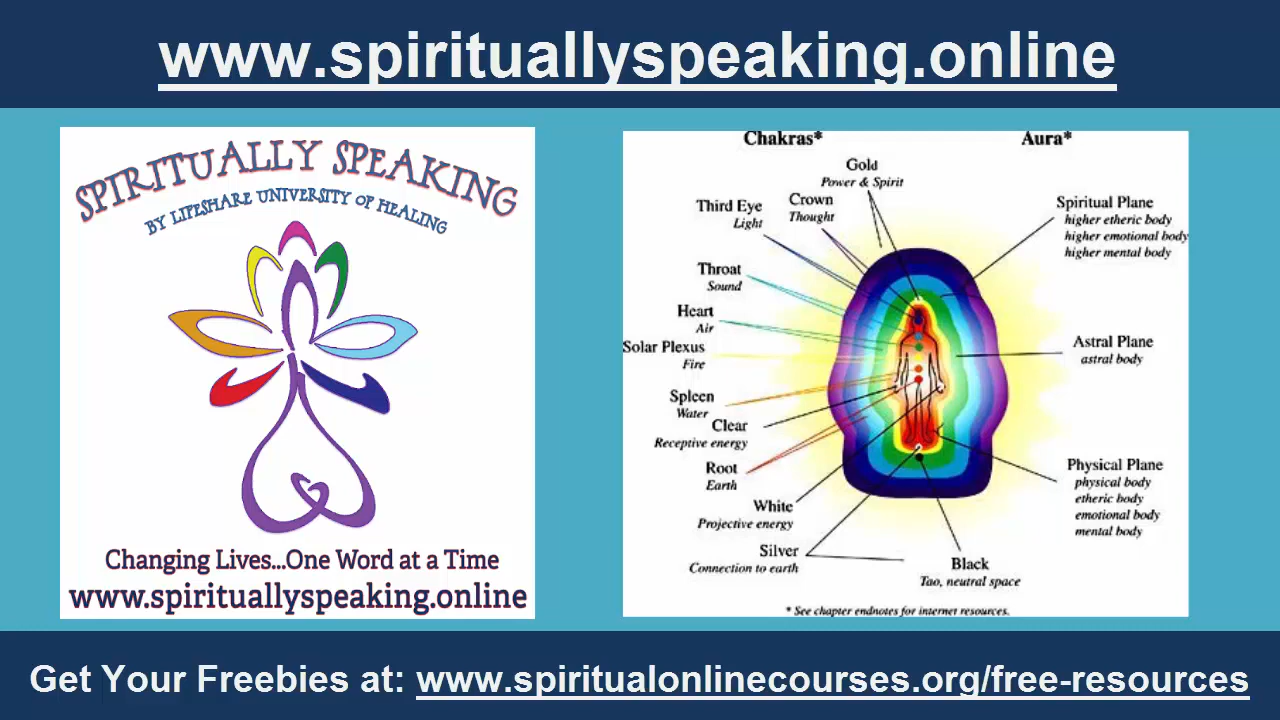 www.spirituallyspeaking.online
SPIRITUALLY SPEAKING
BY LIFESHARE UNIVERSITY OF HEALING
Changing Lives...One Word at a Time
www.spirituallyspeaking.online
Chakras*
Aura*
Gold
Power & Spirit
Crown
Thought
Third Eye
Light
Throat
Sound
Heart
Air
Solar Plexus
Fire
Spleen
Water
Clear
Receptive energy
Root
Earth
White
Projective energy
Silver
Connection to earth
Spiritual Plane
higher etheric body
higher emotional body
higher mental body
Astral Plane
astral body
Physical Plane
physical body
etheric body
emotional body
mental body
Black
Tao, neutral space
* See chapter endnotes for internet resources.
Get Your Freebies at: www.spiritualonlinecourses.org/free-resources